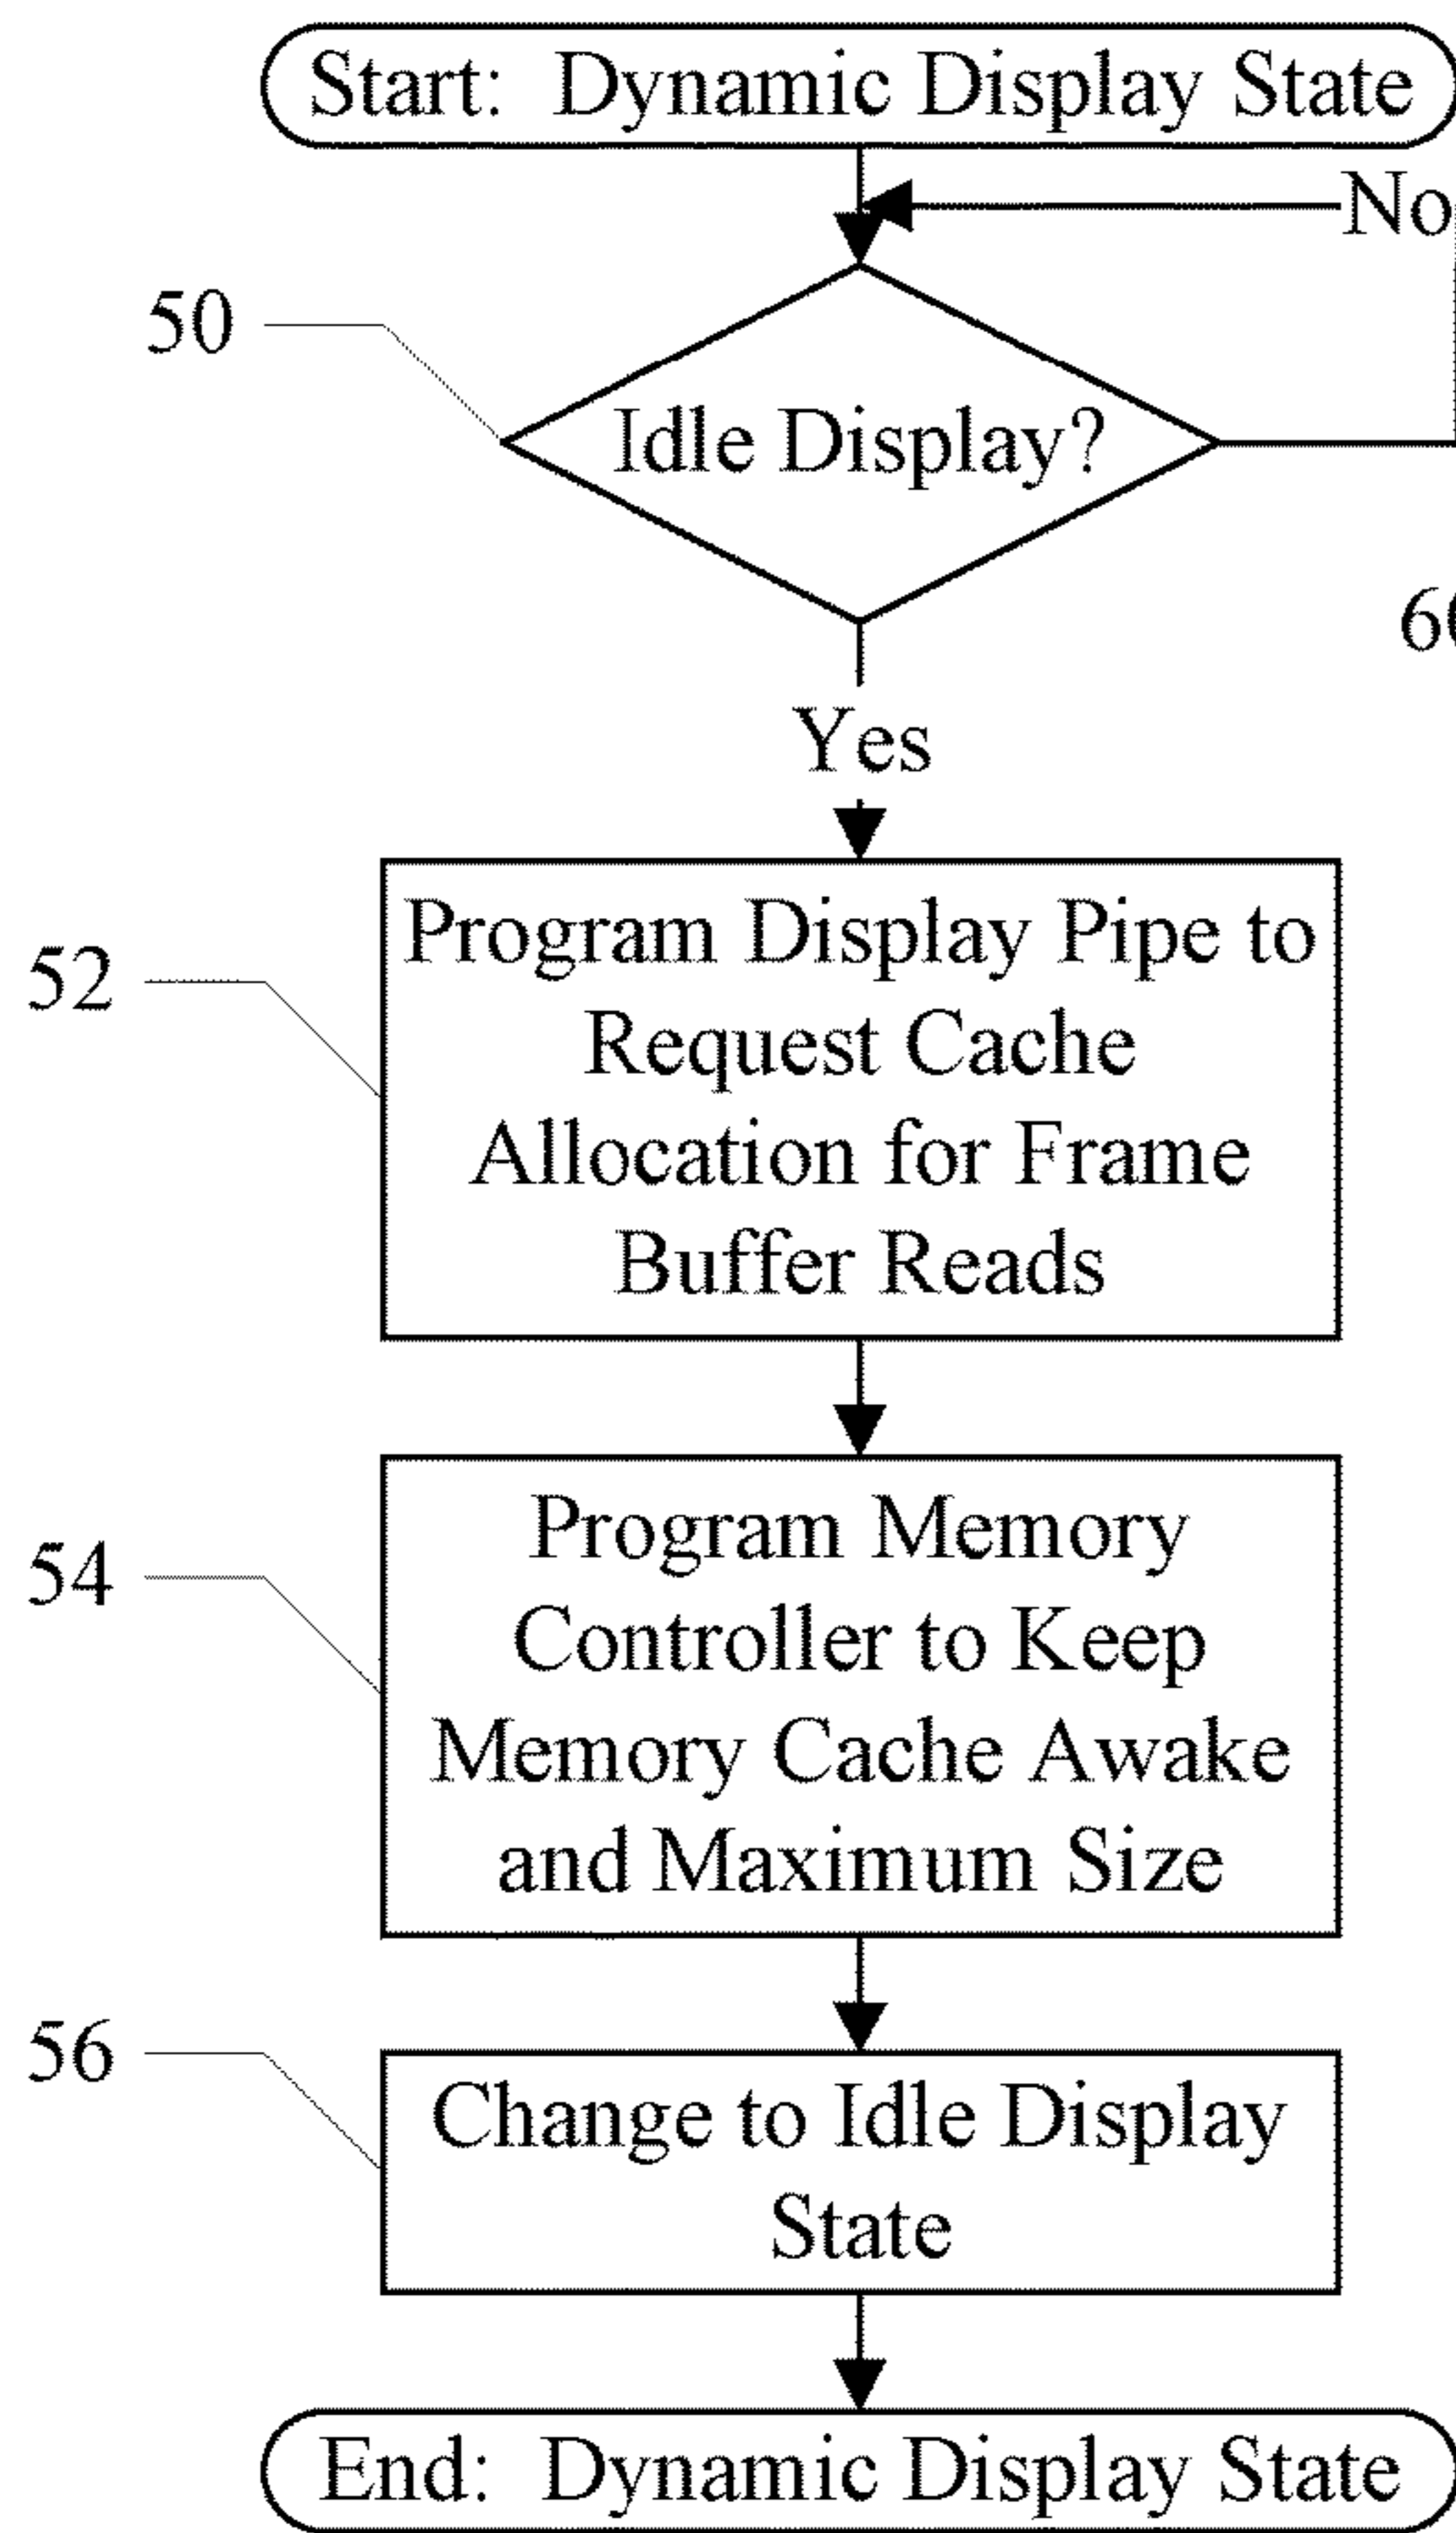 Start: Dynamic Display State
No
50
Idle Display?
Yes
52
Program Display Pipe to
Request Cache
Allocation for Frame
Buffer Reads
54
Program Memory
Controller to Keep
Memory Cache Awake
and Maximum Size
56
Change to Idle Display
State
End: Dynamic Display State